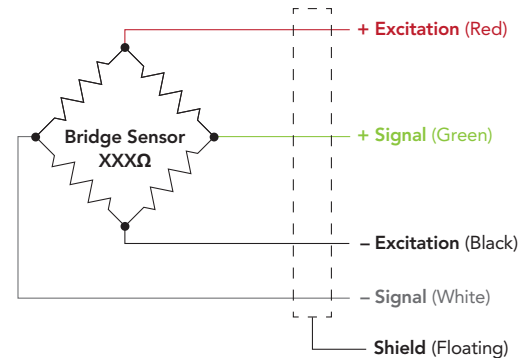 + Excitation (Red)
Bridge Sensor
XXXΩ
+ Signal (Green)
– Excitation (Black)
– Signal (White)
Shield (Floating)